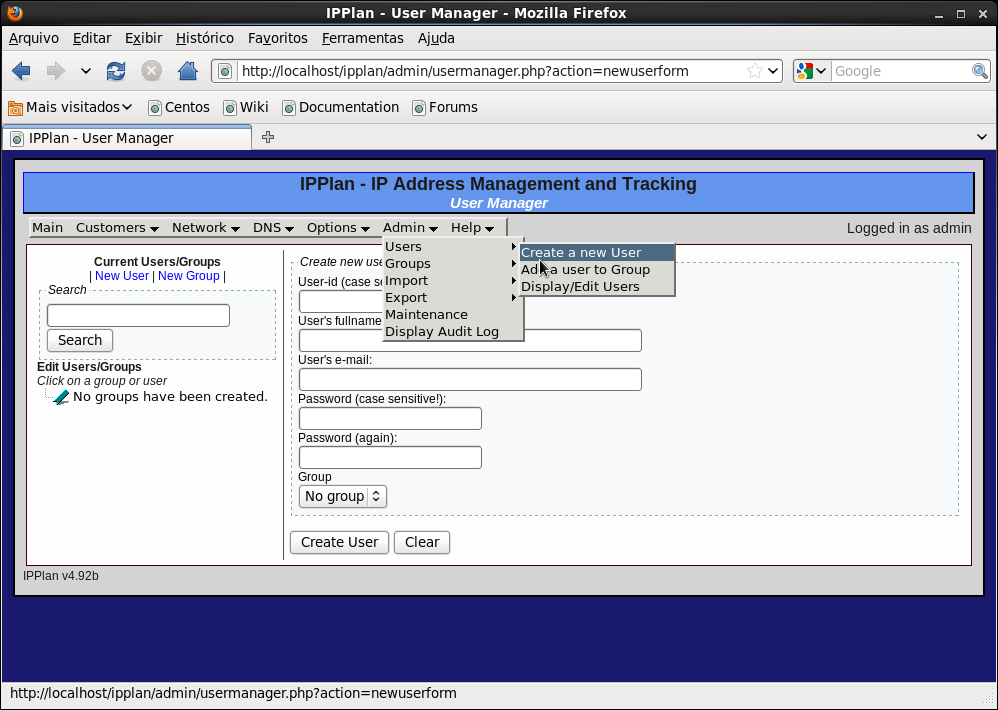 IPPlan - User Manager - Mozilla Firefox
Arquivo Editar Exibir Histórico Favoritos Ferramentas Ajuda
http://localhost/ipplan/admin/usermanager.php?action=newuserform
Google
Mais visitados Centos Wiki Documentation Forums
IPPlan - User Manager
IPPlan - IP Address Management and Tracking
User Manager
Main Customers Network DNS Options Admin Help Logged in as admin
Users
Groups
Import
Export
Maintenance
Display Audit Log
Create a new User
a user to Group
Display/Edit Users
Current Users/Groups
| New User | New Group |
Search
Search
Edit Users/Groups
Click on a group or user
No groups have been created.
Create new
User-id (case
User's fullname
User's e-mail:
Password (case sensitive!):
Password (again):
Group
No group
Create User Clear
IPPlan v4.92b
http://localhost/ipplan/admin/usermanager.php?action=newuserform